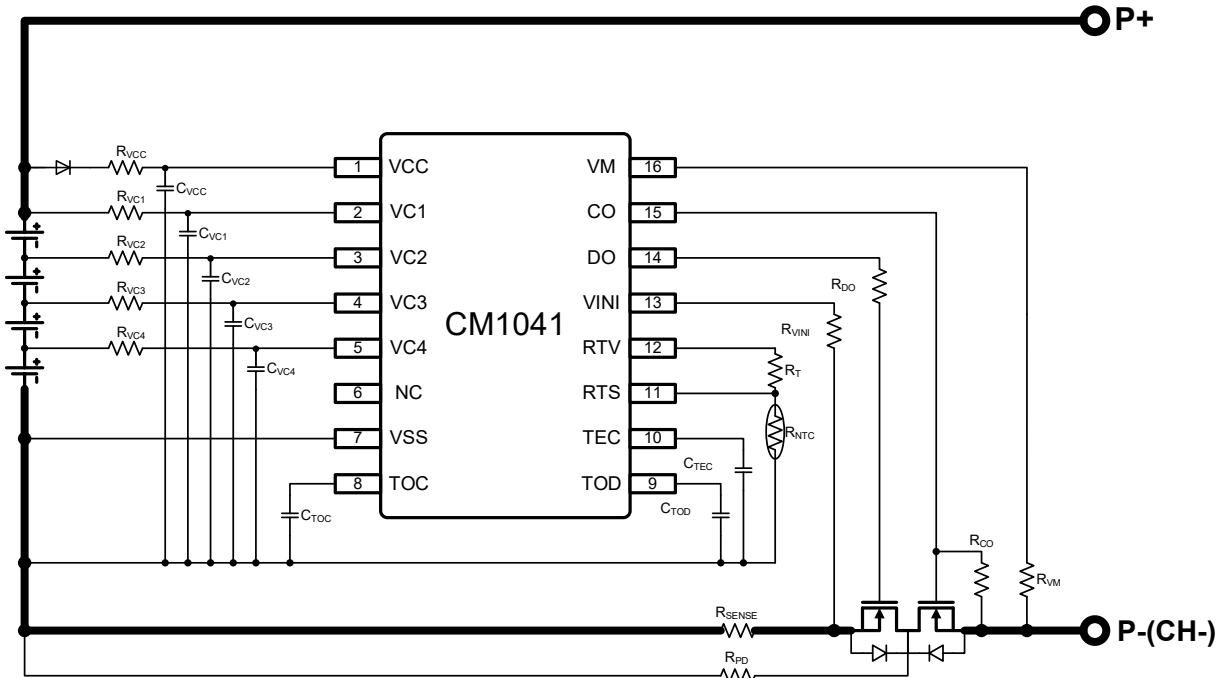 P+
RVCC
1
VCC
VM
16
CVCC
RVC1
2
VC1
CO
15
CVC1
RVC2
3
VC2
DO
14
CVC2
RDO
RVC3
4
VC3
VINI
13
CVC3
CM1041
RVINI
RVC4
5
VC4
RTV
12
CVC4
RT
6
NC
RTS
11
RNTC
7
VSS
TEC
10
CTEC
8
TOC
TOD
9
CTOC
CTOD
RCO
RVM
RSENSE
P-(CH-)
RPD